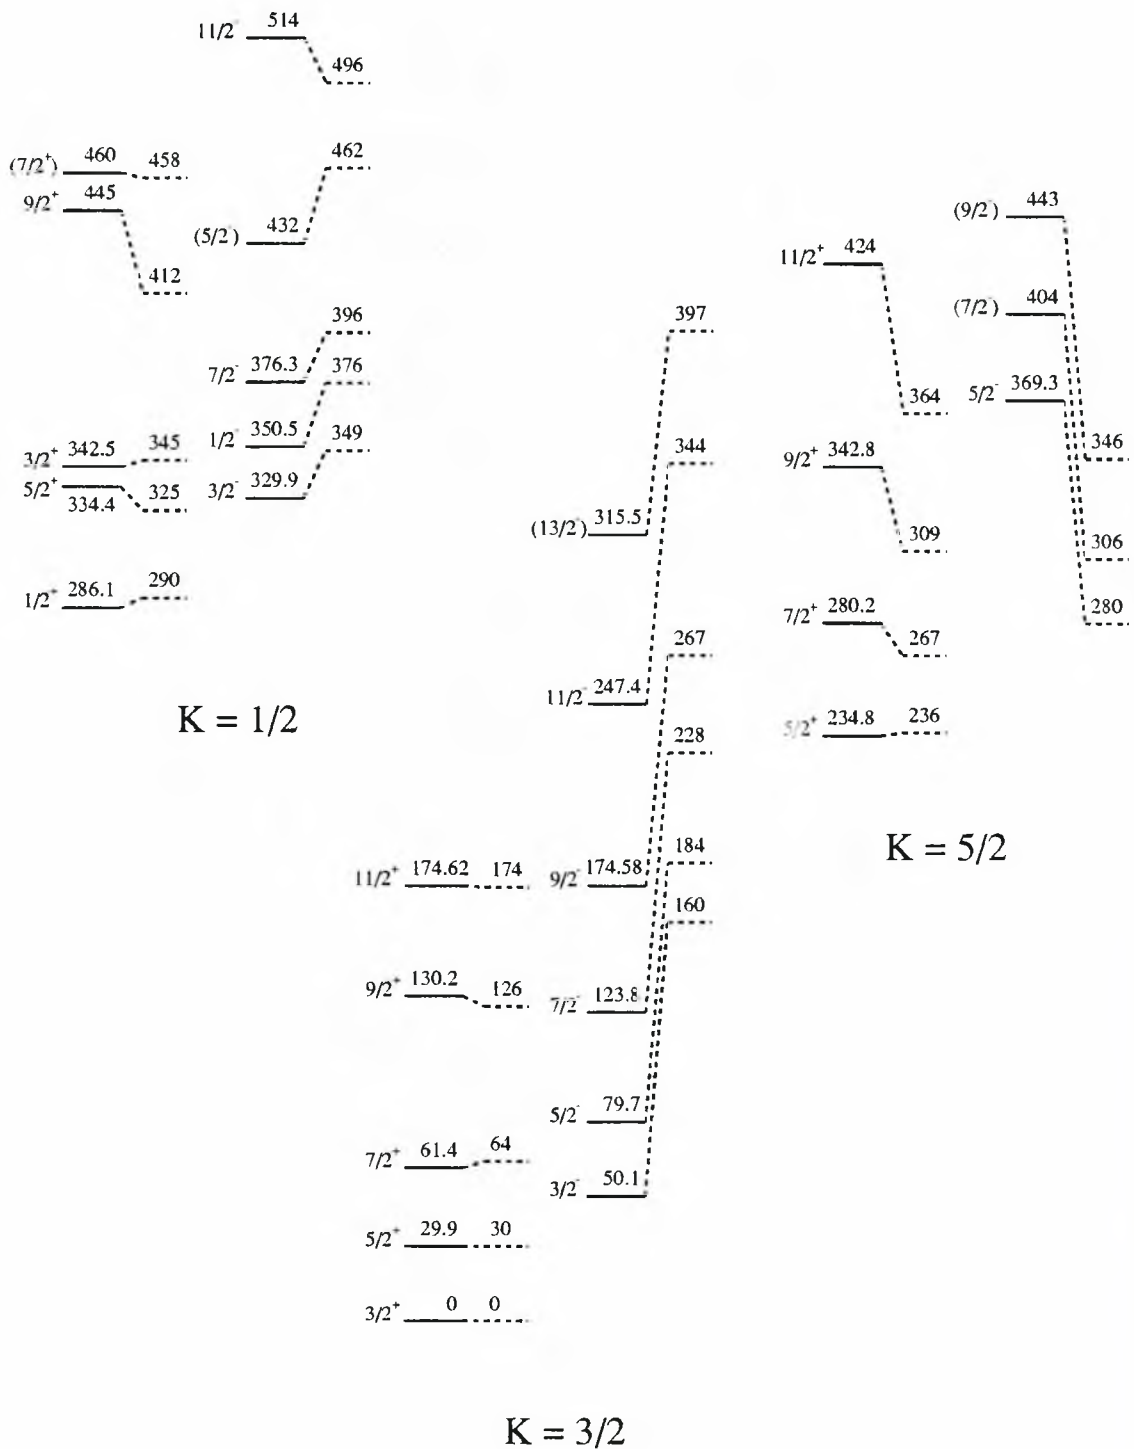 11/2 514
496
(7/2⁺) 460 458
9/2⁺ 445
412
462
(5/2⁻) 432
396
7/2⁻ 376.3
376
1/2⁻ 350.5
349
3/2⁻ 329.9
3/2⁺ 342.5 345
5/2⁺ 334.4 325
1/2⁺ 286.1 290
K = 1/2
397
344
(13/2⁻) 315.5
267
11/2⁻ 247.4
228
184
11/2⁺ 174.62 174
9/2⁻ 174.58
160
9/2⁺ 130.2 126
7/2⁻ 123.8
5/2⁻ 79.7
7/2⁺ 61.4 64
3/2⁻ 50.1
5/2⁺ 29.9 30
3/2⁺ 0 0
K = 3/2
(9/2⁻) 443
11/2⁺ 424
(7/2⁻) 404
364
5/2⁻ 369.3
9/2⁺ 342.8
346
309
306
7/2⁺ 280.2
267
280
5/2⁺ 234.8 236
K = 5/2